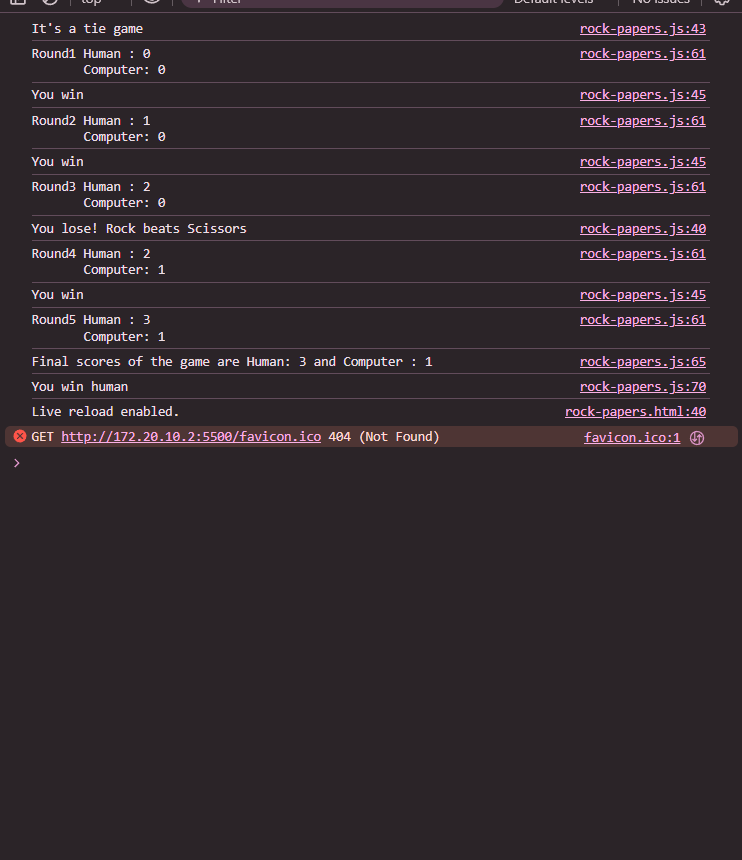 top Filter Default levels No Issues
It's a tie game rock-papers.js:43
Round1 Human : 0 rock-papers.js:61
Computer: 0
You win rock-papers.js:45
Round2 Human : 1 rock-papers.js:61
Computer: 0
You win rock-papers.js:45
Round3 Human : 2 rock-papers.js:61
Computer: 0
You lose! Rock beats Scissors rock-papers.js:40
Round4 Human : 2 rock-papers.js:61
Computer: 1
You win rock-papers.js:45
Round5 Human : 3 rock-papers.js:61
Computer: 1
Final scores of the game are Human: 3 and Computer : 1 rock-papers.js:65
You win human rock-papers.js:70
Live reload enabled. rock-papers.html:40
GET http://172.20.10.2:5500/favicon.ico 404 (Not Found) favicon.ico:1